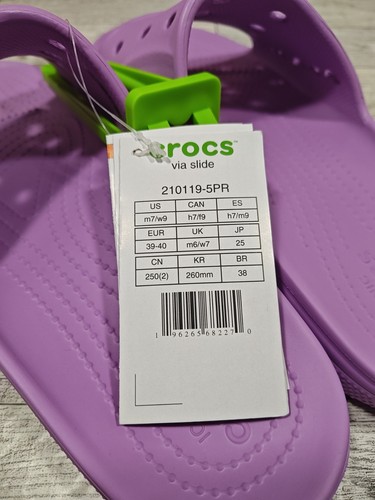 crocs™
via slide
210119-5PR
US CAN ES
m7/w9 h7/f9 h7/m9
EUR UK JP
39-40 m6/w7 25
CN KR BR
250(2) 260mm 38
1 96265 68227 0